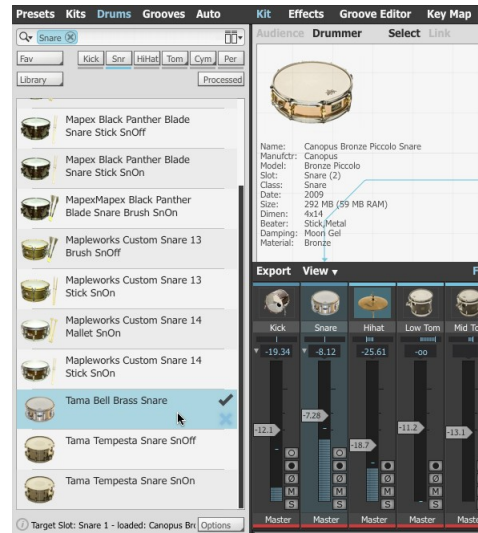 Presets Kits Drums Grooves Auto
Snare
Fav Kick Snr HiHat Tom Cym Per
Library Processed
Mapex Black Panther Blade
Snare Stick SnOff
Mapex Black Panther Blade
Snare Stick SnOn
MapexMapex Black Panther
Blade Snare Brush SnOn
Mapleworks Custom Snare 13
Brush SnOff
Mapleworks Custom Snare 13
Stick SnOn
Mapleworks Custom Snare 14
Mallet SnOn
Mapleworks Custom Snare 14
Stick SnOn
Tama Bell Brass Snare
Tama Tempesta Snare SnOff
Tama Tempesta Snare SnOn
Target Slot: Snare 1 - loaded: Canopus Bro Options
Kit Effects Groove Editor Key Map
Audience Drummer Select Link
Name: Canopus Bronze Piccolo Snare
Manufctr: Canopus
Model: Bronze Piccolo
Slot: Snare (2)
Class: Snare
Date: 2009
Size: 292 MB (59 MB RAM)
Dimen: 4x14
Beater: Stick,Metal
Damping: Moon Gel
Material: Bronze
Export View F
Kick Snare Hihat Low Tom Mid To
-19.34 -8.12 -25.61 -oo
-7.28
-12.1 -11.2 -13.1
-18.7
Ø Ø Ø Ø
M M M M
S S S S
Master Master Master Master Maste